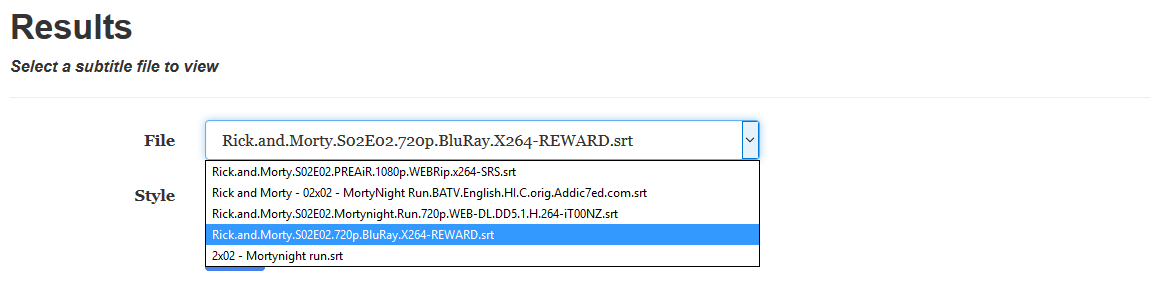 Results
Select a subtitle file to view
File
Rick.and.Morty.S02E02.720p.BluRay.X264-REWARD.srt
Rick.and.Morty.S02E02.PREAiR.1080p.WEBRip.x264-SRS.srt
Rick and Morty - 02x02 - MortyNight Run.BATV.English.HI.C.orig.Addic7ed.com.srt
Style
Rick.and.Morty.S02E02.Mortynight.Run.720p.WEB-DL.DD5.1.H.264-iT00NZ.srt
Rick.and.Morty.S02E02.720p.BluRay.X264-REWARD.srt
2x02 - Mortynight run.srt